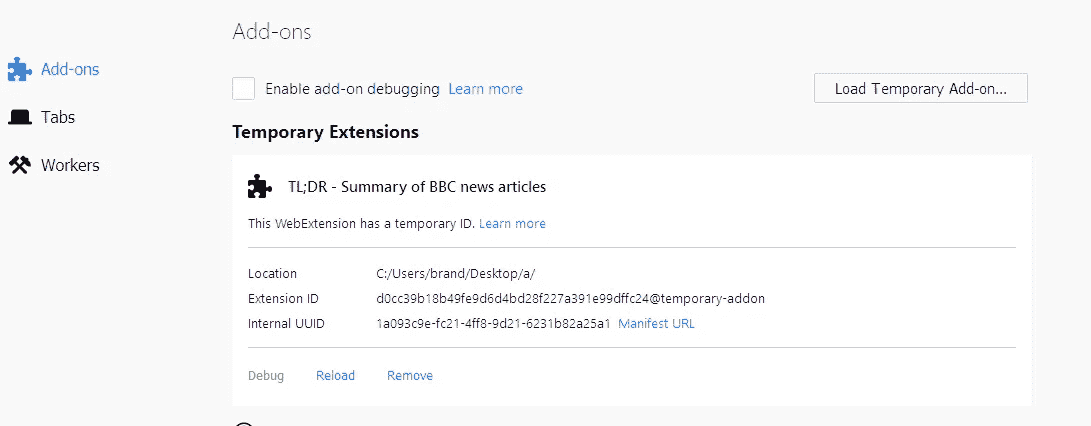 Add-ons
Add-ons
Enable add-on debugging Learn more
Load Temporary Add-on...
Tabs
Temporary Extensions
Workers
TL;DR - Summary of BBC news articles
This WebExtension has a temporary ID. Learn more
Location C:/Users/brand/Desktop/a/
Extension ID d0cc39b18b49fe9d6d4bd28f227a391e99dffc24@temporary-addon
Internal UUID 1a093c9e-fc21-4ff8-9d21-6231b82a25a1 Manifest URL
Debug Reload Remove